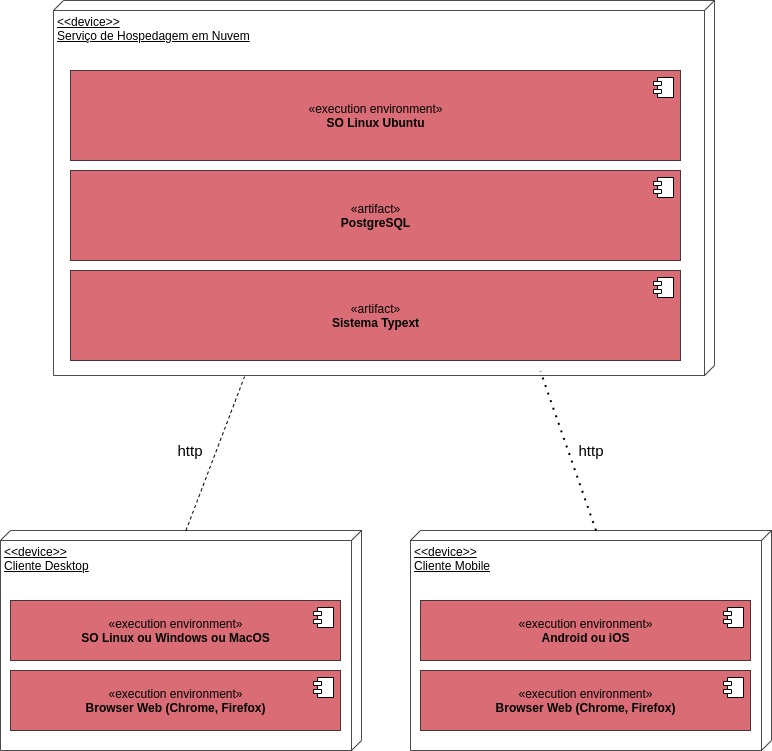 <<device>>
Serviço de Hospedagem em Nuvem
«execution environment»
SO Linux Ubuntu
«artifact»
PostgreSQL
«artifact»
Sistema Typext
http
http
<<device>>
Cliente Desktop
«execution environment»
SO Linux ou Windows ou MacOS
«execution environment»
Browser Web (Chrome, Firefox)
<<device>>
Cliente Mobile
«execution environment»
Android ou iOS
«execution environment»
Browser Web (Chrome, Firefox)